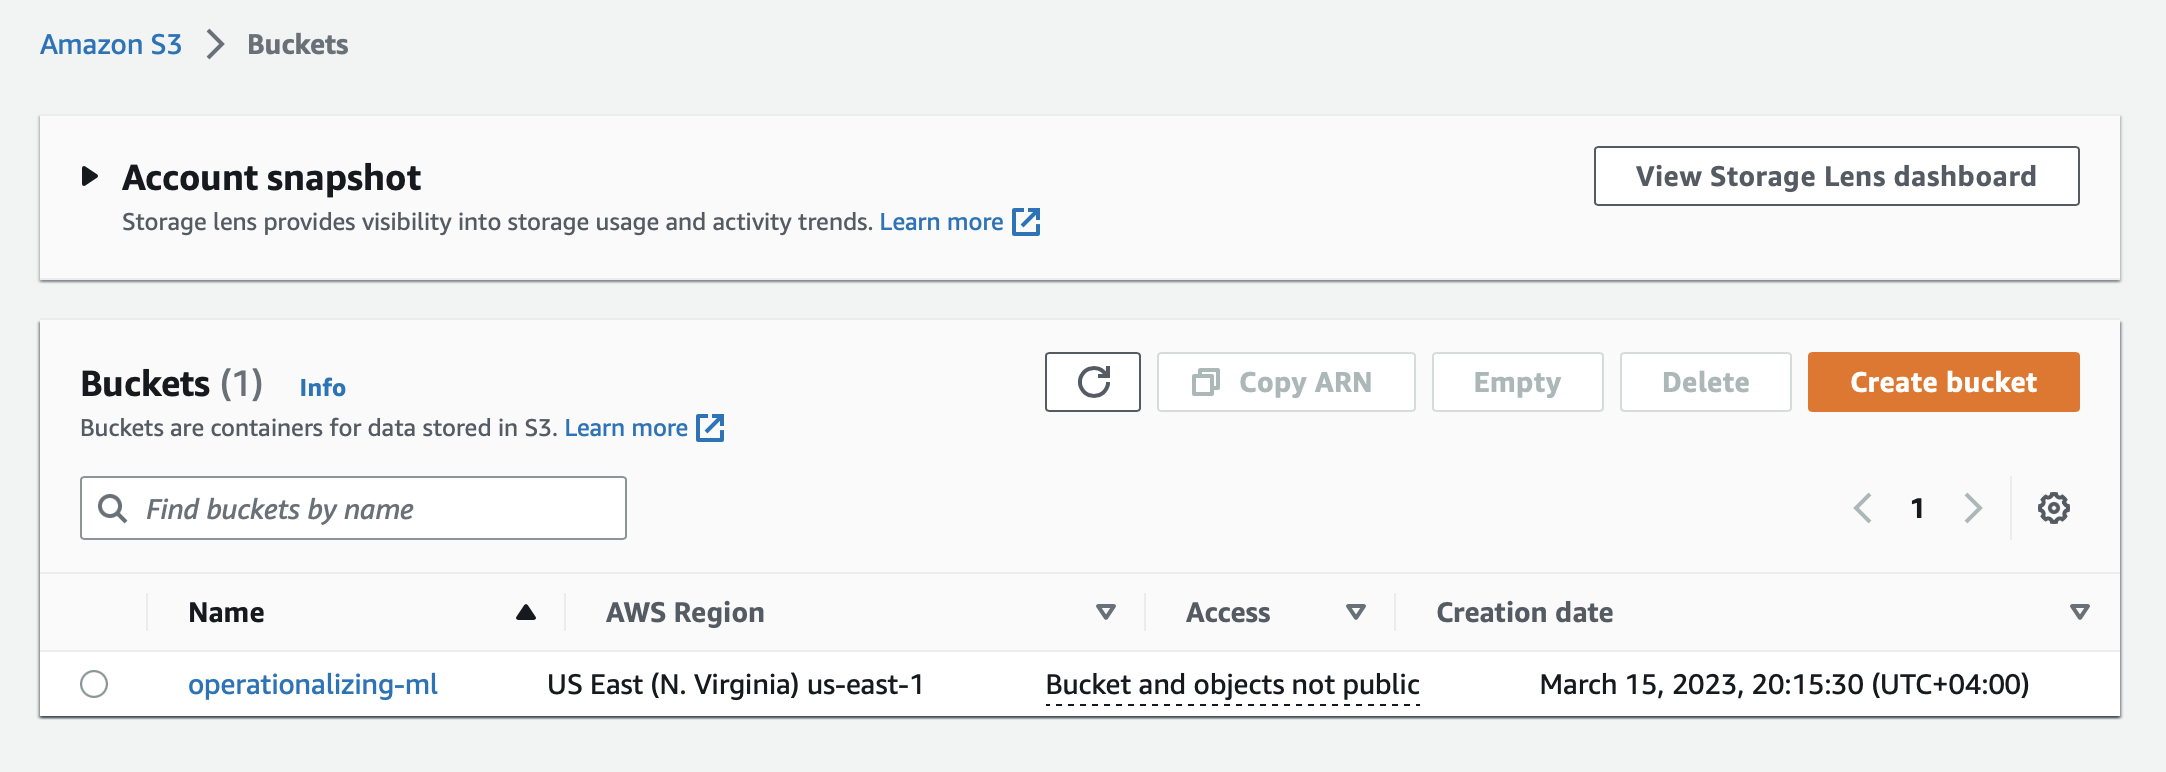 Amazon S3 Buckets
Account snapshot
View Storage Lens dashboard
Storage lens provides visibility into storage usage and activity trends. Learn more
Buckets (1) Info
Copy ARN Empty Delete Create bucket
Buckets are containers for data stored in S3. Learn more
Find buckets by name
1
Name AWS Region Access Creation date
operationalizing-ml US East (N. Virginia) us-east-1 Bucket and objects not public March 15, 2023, 20:15:30 (UTC+04:00)